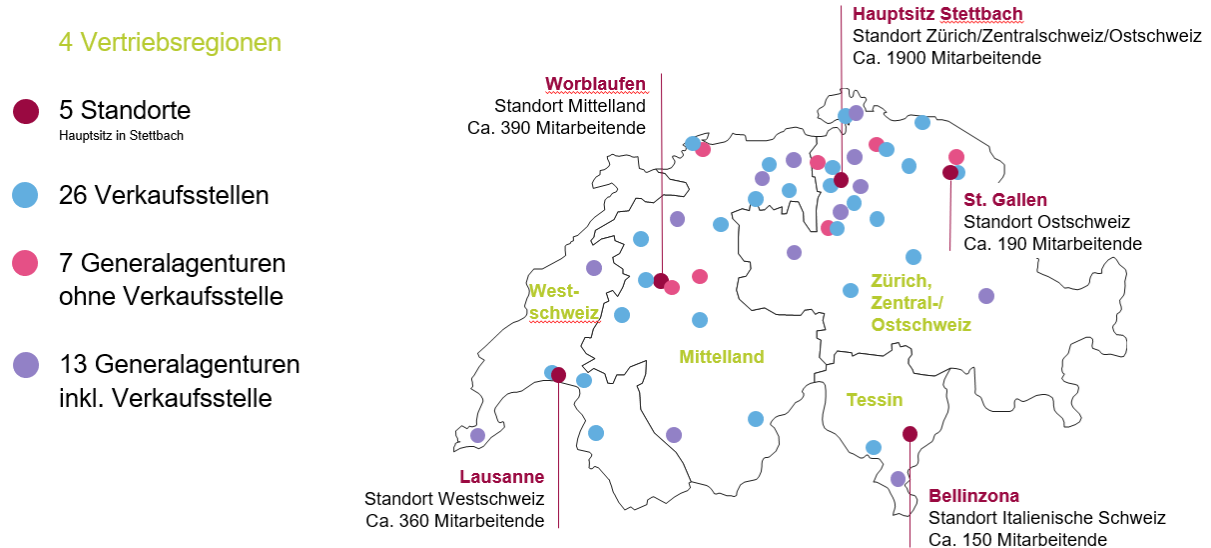 4 Vertriebsregionen
5 Standorte
Hauptsitz in Stettbach
26 Verkaufsstellen
7 Generalagenturen
ohne Verkaufsstelle
13 Generalagenturen
inkl. Verkaufsstelle
Hauptsitz Stettbach
Standort Zürich/Zentralschweiz/Ostschweiz
Ca. 1900 Mitarbeitende
Worblaufen
Standort Mittelland
Ca. 390 Mitarbeitende
St. Gallen
Standort Ostschweiz
Ca. 190 Mitarbeitende
West-
schweiz
Zürich,
Zentral-/
Ostschweiz
Mittelland
Tessin
Lausanne
Standort Westschweiz
Ca. 360 Mitarbeitende
Bellinzona
Standort Italienische Schweiz
Ca. 150 Mitarbeitende